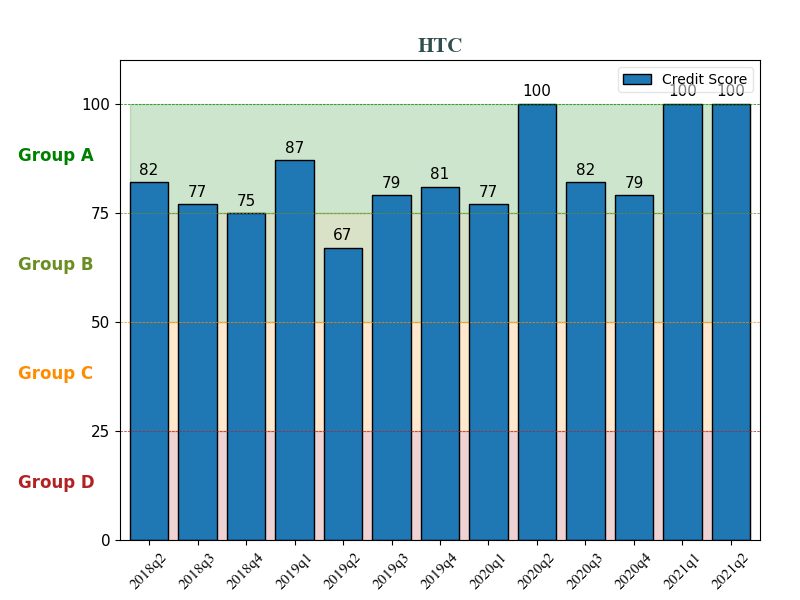 HTC
Credit Score
100
100
100
Group A
82
77
75
87
67
79
81
77
100
82
79
75
Group B
50
Group C
25
Group D
0
2018q2
2018q3
2018q4
2019q1
2019q2
2019q3
2019q4
2020q1
2020q2
2020q3
2020q4
2021q1
2021q2